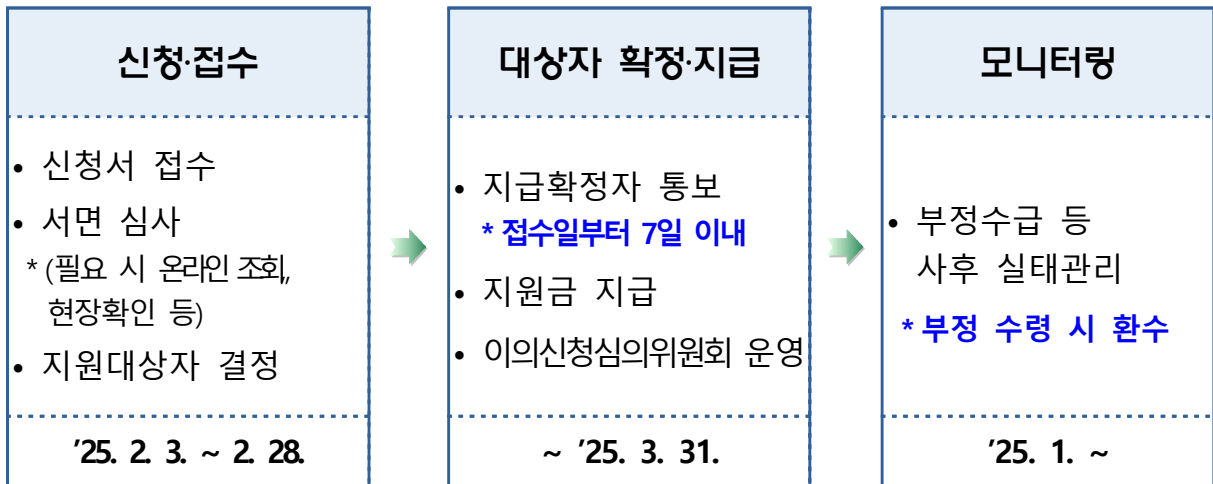 신청·접수
• 신청서 접수
• 서면 심사
* (필요 시 온라인 조회,
현장확인 등)
• 지원대상자 결정
’25. 2. 3. ~ 2. 28.
대상자 확정·지급
• 지급확정자 통보
* 접수일부터 7일 이내
• 지원금 지급
• 이의신청심의위원회 운영
~ ’25. 3. 31.
모니터링
• 부정수급 등
사후 실태관리
* 부정 수령 시 환수
’25. 1. ~